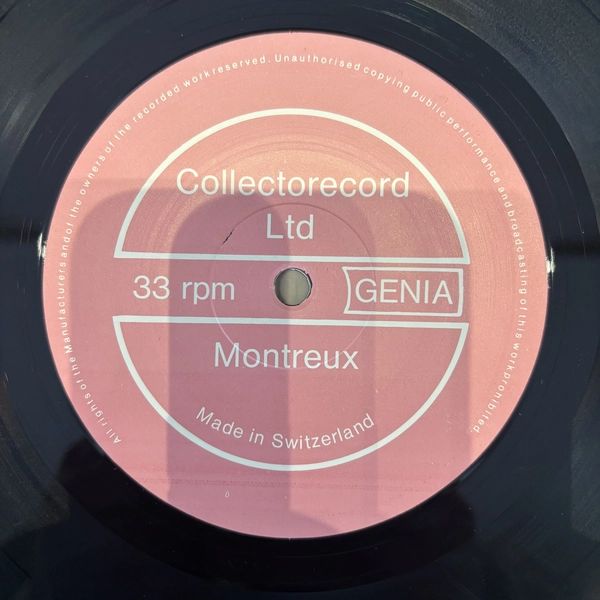 All rights of the Manufacturers and of the owners of the recorded work reserved. Unauthorised copying public performance and broadcasting of this work prohibited.
Collectorecord
Ltd
33 rpm
GENIA
Montreux
Made in Switzerland